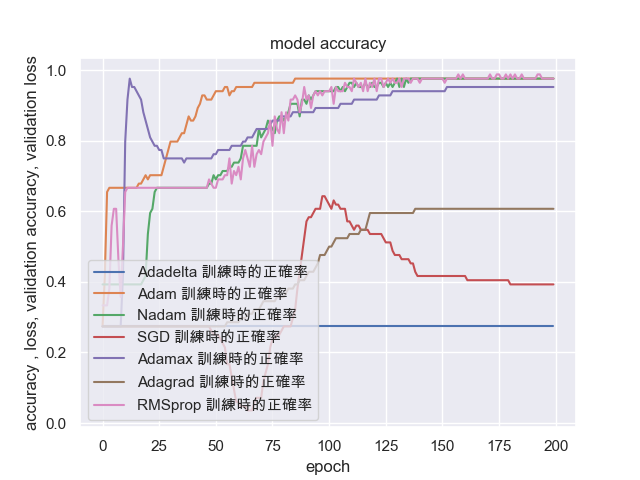 model accuracy
accuracy , loss, validation accuracy, validation loss
1.0
0.8
0.6
0.4
0.2
0.0
Adadelta 訓練時的正確率
Adam 訓練時的正確率
Nadam 訓練時的正確率
SGD 訓練時的正確率
Adamax 訓練時的正確率
Adagrad 訓練時的正確率
RMSprop 訓練時的正確率
0 25 50 75 100 125 150 175 200
epoch